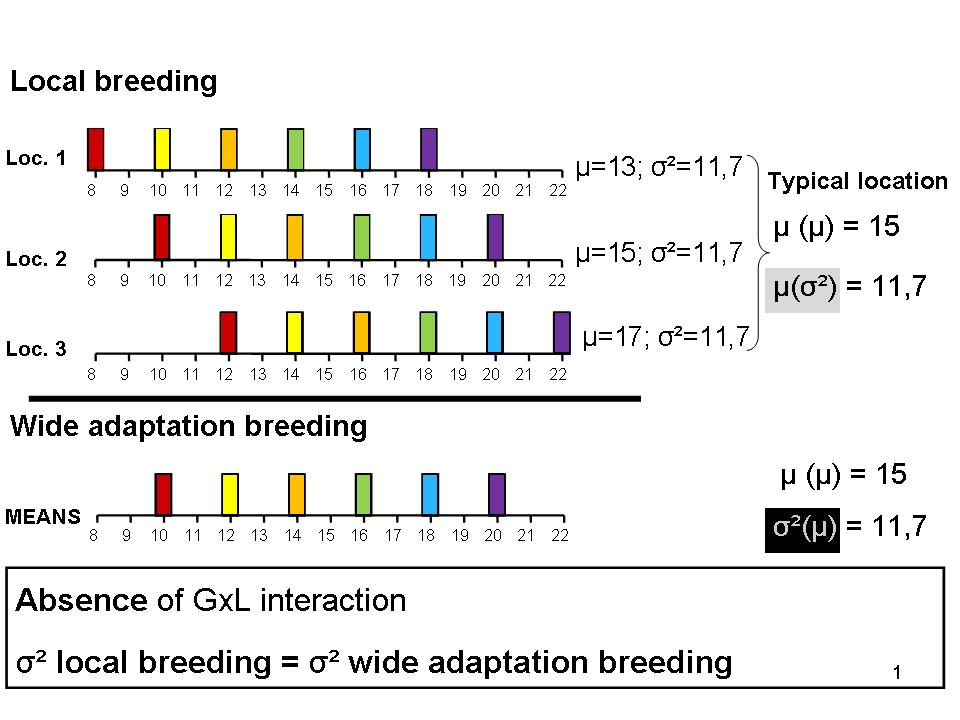 Local breeding
Loc. 1
8 9 10 11 12 13 14 15 16 17 18 19 20 21 22
µ=13; σ²=11,7
Typical location
Loc. 2
8 9 10 11 12 13 14 15 16 17 18 19 20 21 22
µ=15; σ²=11,7
µ (µ) = 15
µ(σ²) = 11,7
Loc. 3
8 9 10 11 12 13 14 15 16 17 18 19 20 21 22
µ=17; σ²=11,7
Wide adaptation breeding
MEANS
8 9 10 11 12 13 14 15 16 17 18 19 20 21 22
µ (µ) = 15
σ²(µ) = 11,7
Absence of GxL interaction
σ² local breeding = σ² wide adaptation breeding
1